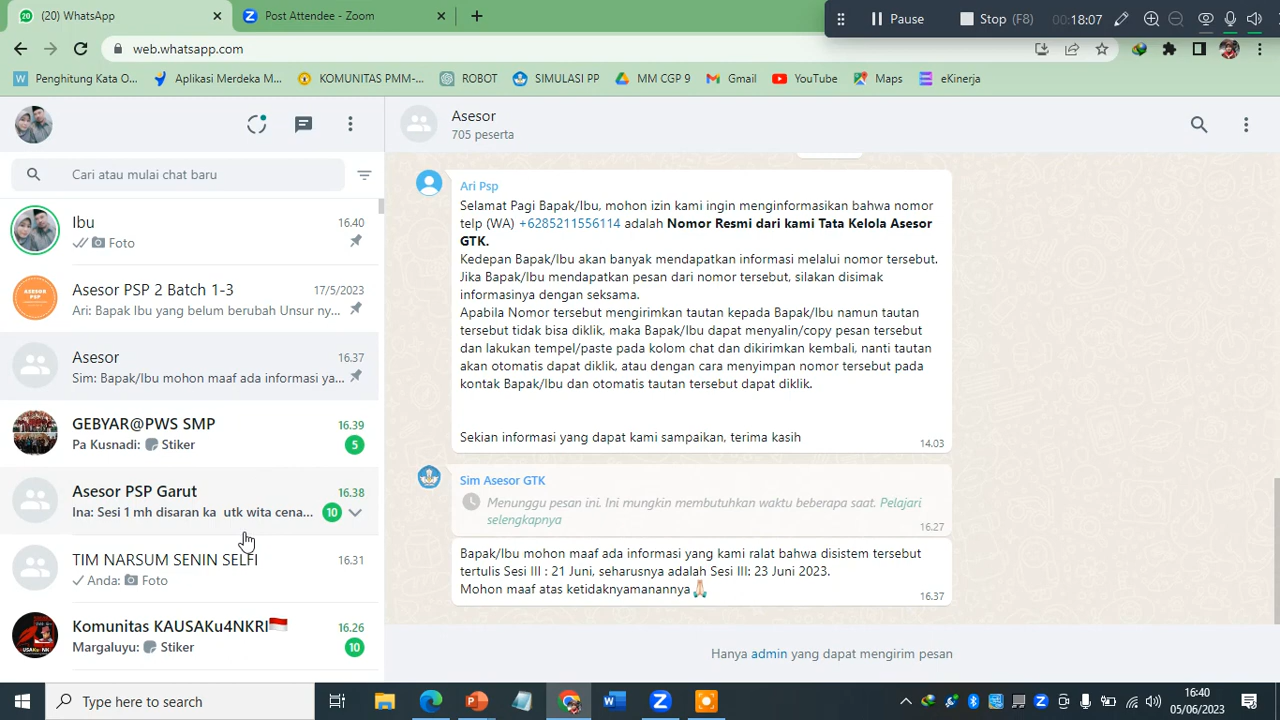 (20) WhatsApp
Post Attendee - Zoom
Pause
Stop (F8)
00:18:07
web.whatsapp.com
Penghitung Kata O...
Aplikasi Merdeka M...
KOMUNITAS PMM-...
ROBOT
SIMULASI PP
MM CGP 9
Gmail
YouTube
Maps
eKinerja
Asesor
705 peserta
Cari atau mulai chat baru
Ibu 16.40
Foto
Asesor PSP 2 Batch 1-3 17/5/2023
Ari: Bapak Ibu yang belum berubah Unsur ny...
Asesor 16.37
Sim: Bapak/Ibu mohon maaf ada informasi ya...
GEBYAR@PWS SMP 16.39
Pa Kusnadi: Stiker 5
Asesor PSP Garut 16.38
Ina: Sesi 1 mh disaran ka utk wita cena... 10
TIM NARSUM SENIN SELFI 16.31
Anda: Foto
Komunitas KAUSAKu4NKRI🇮🇩 16.26
Margaluyu: Stiker 10
Ari Psp
Selamat Pagi Bapak/Ibu, mohon izin kami ingin menginformasikan bahwa nomor
telp (WA) +6285211556114 adalah Nomor Resmi dari kami Tata Kelola Asesor
GTK.
Kedepan Bapak/Ibu akan banyak mendapatkan informasi melalui nomor tersebut.
Jika Bapak/Ibu mendapatkan pesan dari nomor tersebut, silakan disimak
informasinya dengan seksama.
Apabila Nomor tersebut mengirimkan tautan kepada Bapak/Ibu namun tautan
tersebut tidak bisa diklik, maka Bapak/Ibu dapat menyalin/copy pesan tersebut
dan lakukan tempel/paste pada kolom chat dan dikirimkan kembali, nanti tautan
akan otomatis dapat diklik, atau dengan cara menyimpan nomor tersebut pada
kontak Bapak/Ibu dan otomatis tautan tersebut dapat diklik.
Sekian informasi yang dapat kami sampaikan, terima kasih
14.03
Sim Asesor GTK
Menunggu pesan ini. Ini mungkin membutuhkan waktu beberapa saat. Pelajari
selengkapnya
16.27
Bapak/Ibu mohon maaf ada informasi yang kami ralat bahwa disistem tersebut
tertulis Sesi III : 21 Juni, seharusnya adalah Sesi III: 23 Juni 2023.
Mohon maaf atas ketidaknyamanannya🙏🏻
16.37
Hanya admin yang dapat mengirim pesan
Type here to search
16:40
05/06/2023